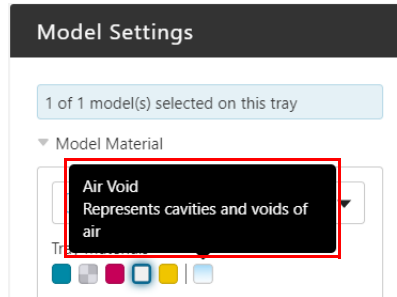 Model Settings
1 of 1 model(s) selected on this tray
Model Material
Air Void
Represents cavities and voids of
air